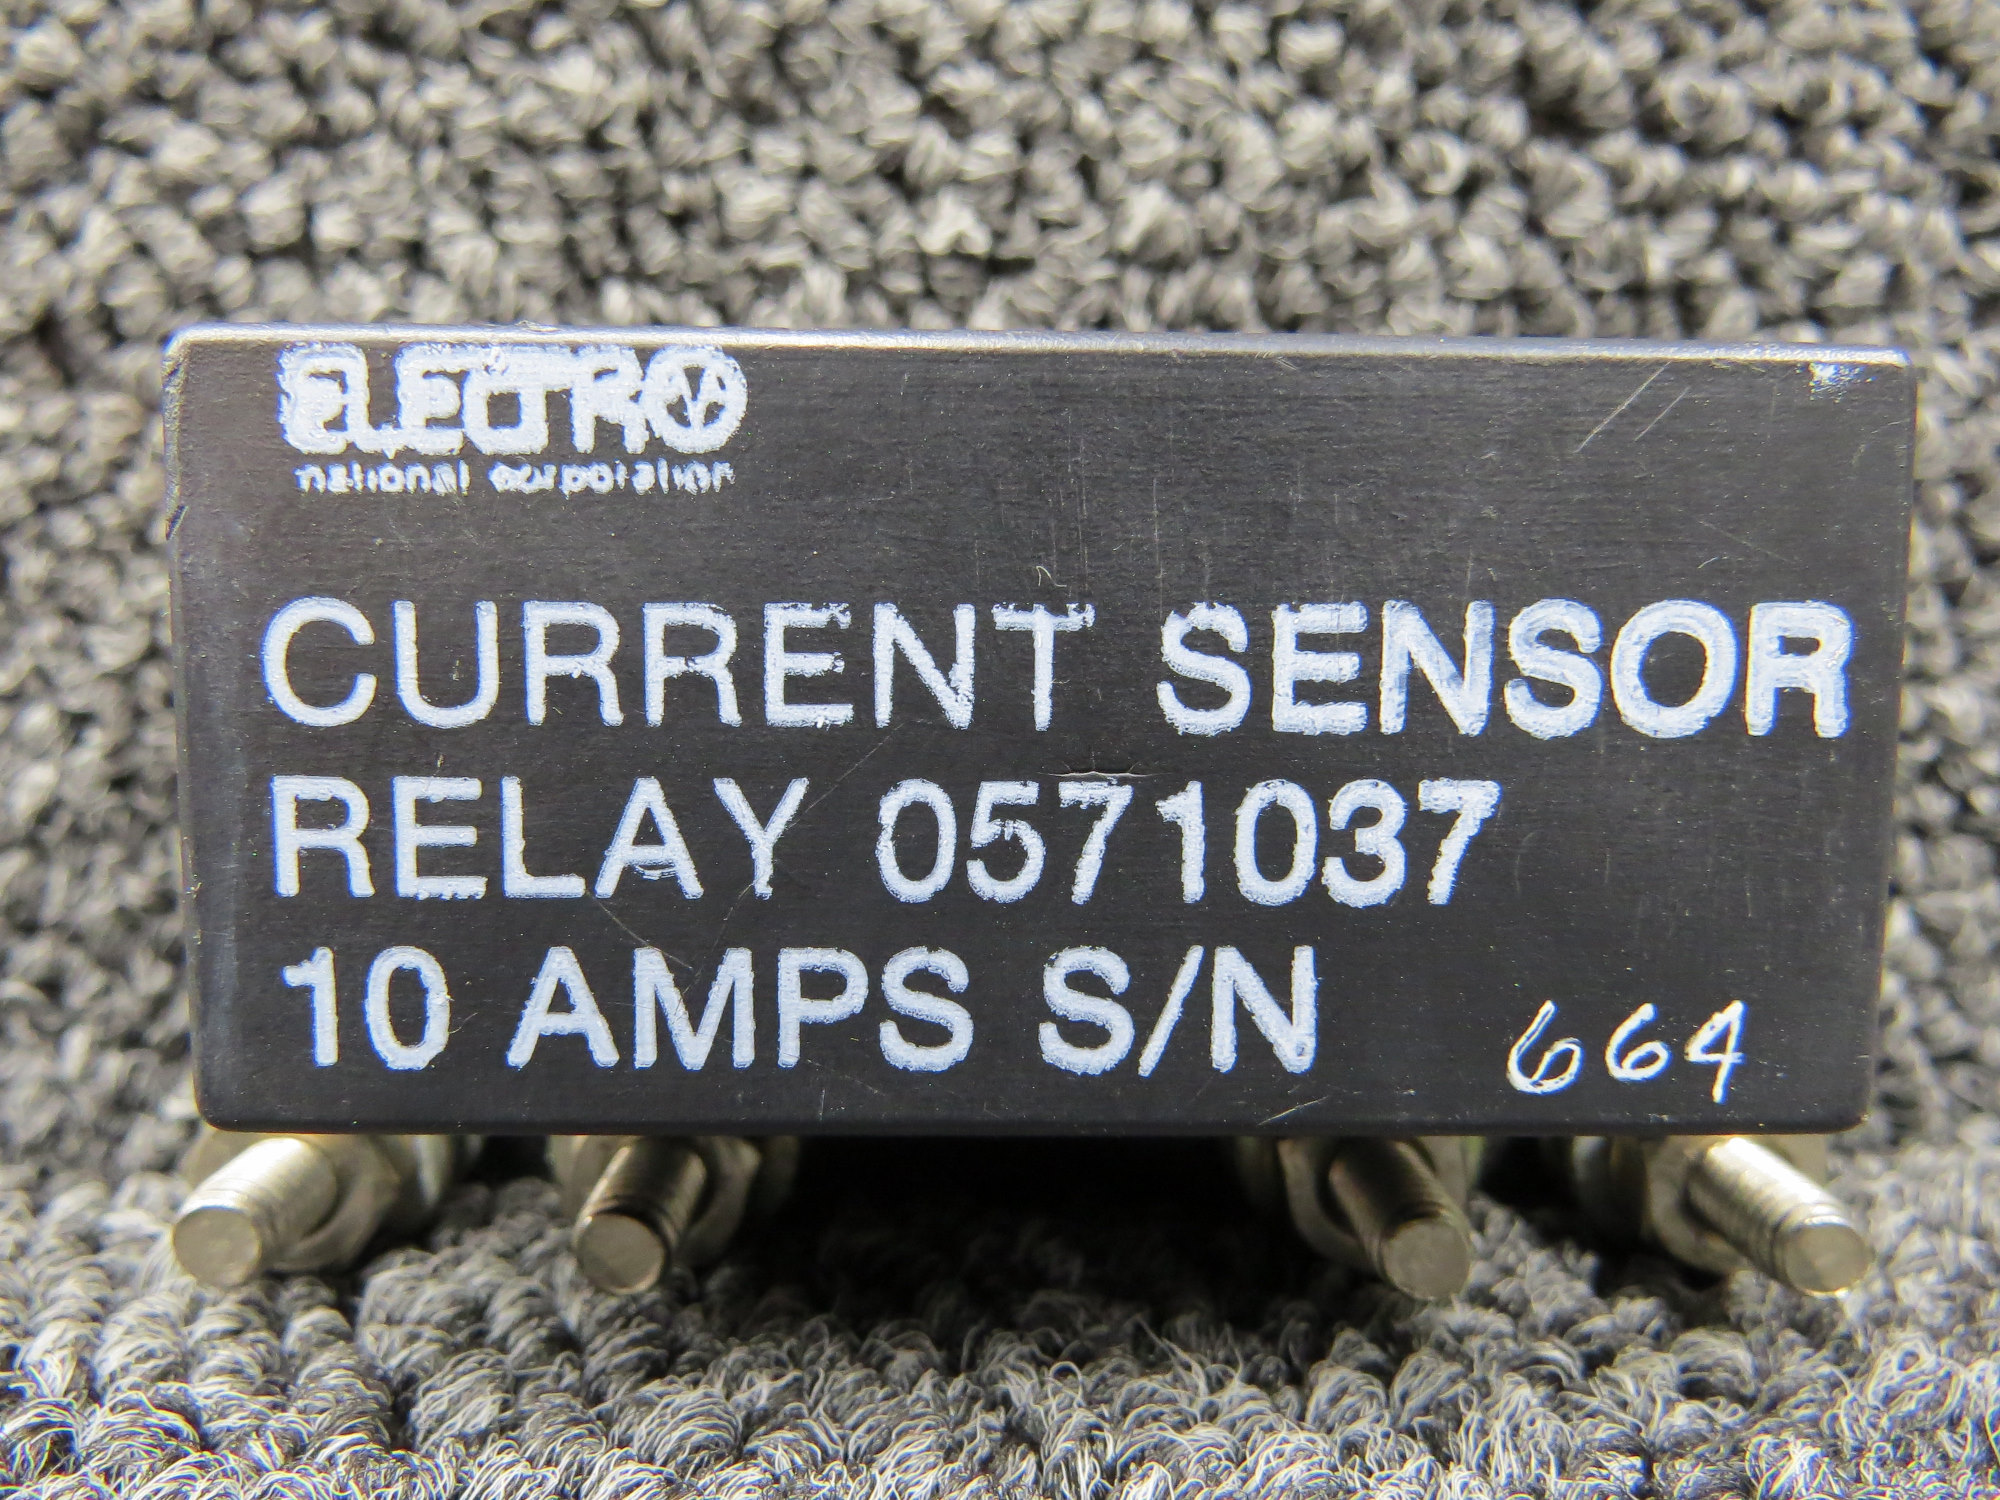 ELECTRO
national corporation
CURRENT SENSOR
RELAY 0571037
10 AMPS S/N 664